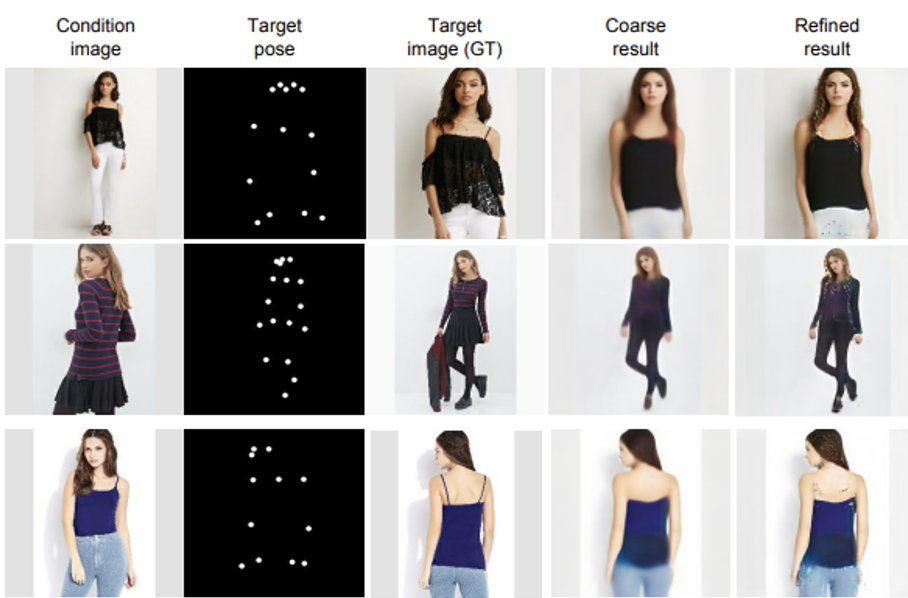 Condition image
Target pose
Target image (GT)
Coarse result
Refined result